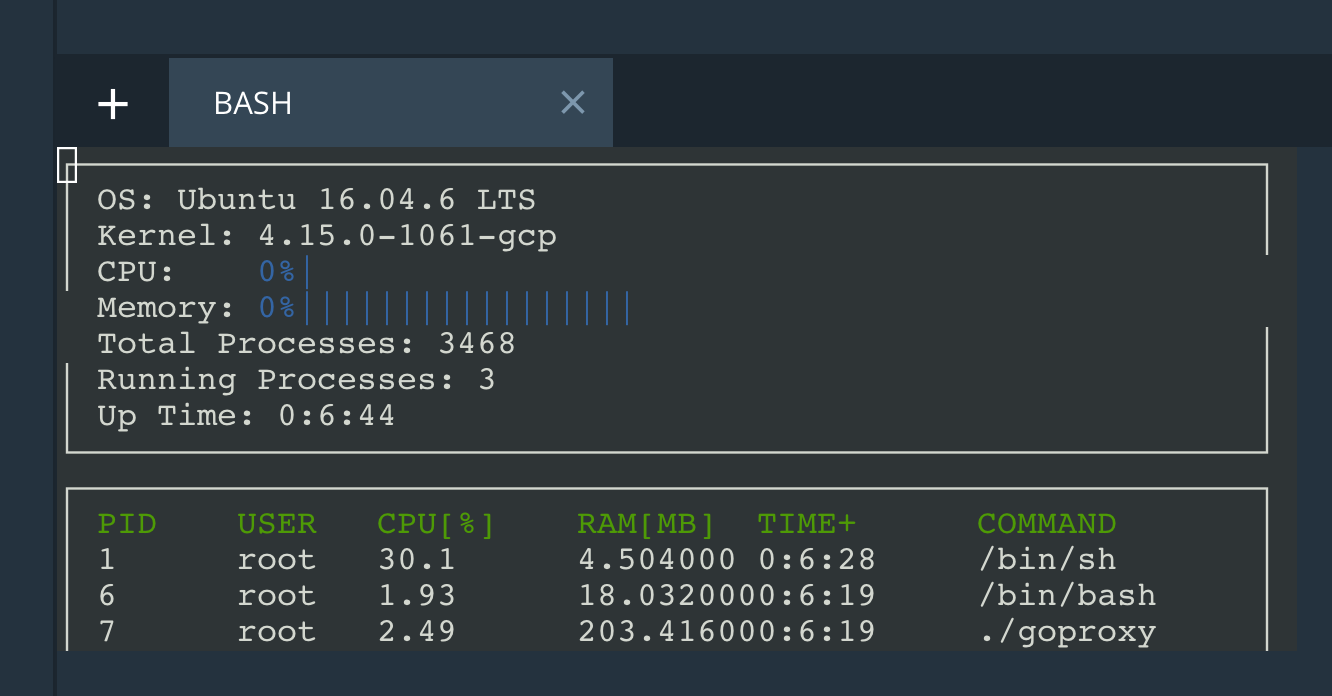 + BASH ×
OS: Ubuntu 16.04.6 LTS
Kernel: 4.15.0-1061-gcp
CPU: 0%|
Memory: 0%|||||||||||||||||
Total Processes: 3468
Running Processes: 3
Up Time: 0:6:44
PID USER CPU[%] RAM[MB] TIME+ COMMAND
1 root 30.1 4.504000 0:6:28 /bin/sh
6 root 1.93 18.0320000:6:19 /bin/bash
7 root 2.49 203.416000:6:19 ./goproxy